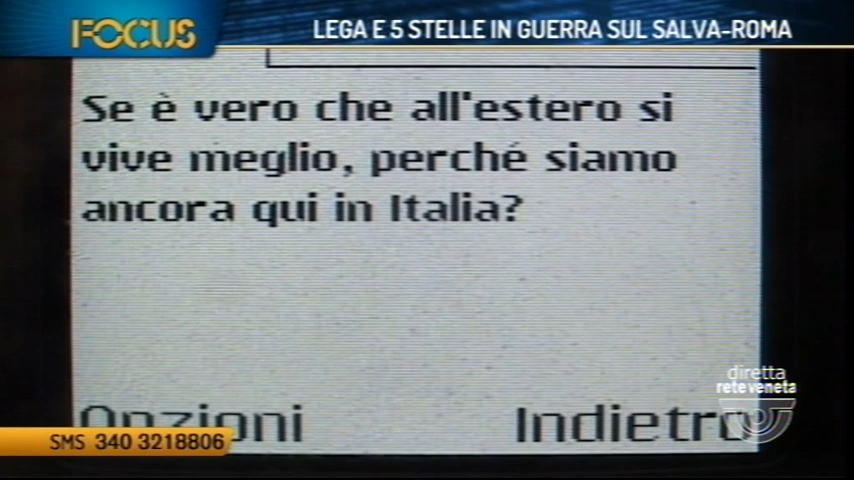 FOCUS
LEGA E 5 STELLE IN GUERRA SUL SALVA-ROMA
Se è vero che all'estero si
vive meglio, perché siamo
ancora qui in Italia?
Opzioni
Indietro
diretta
rete veneta
SMS 340 3218806